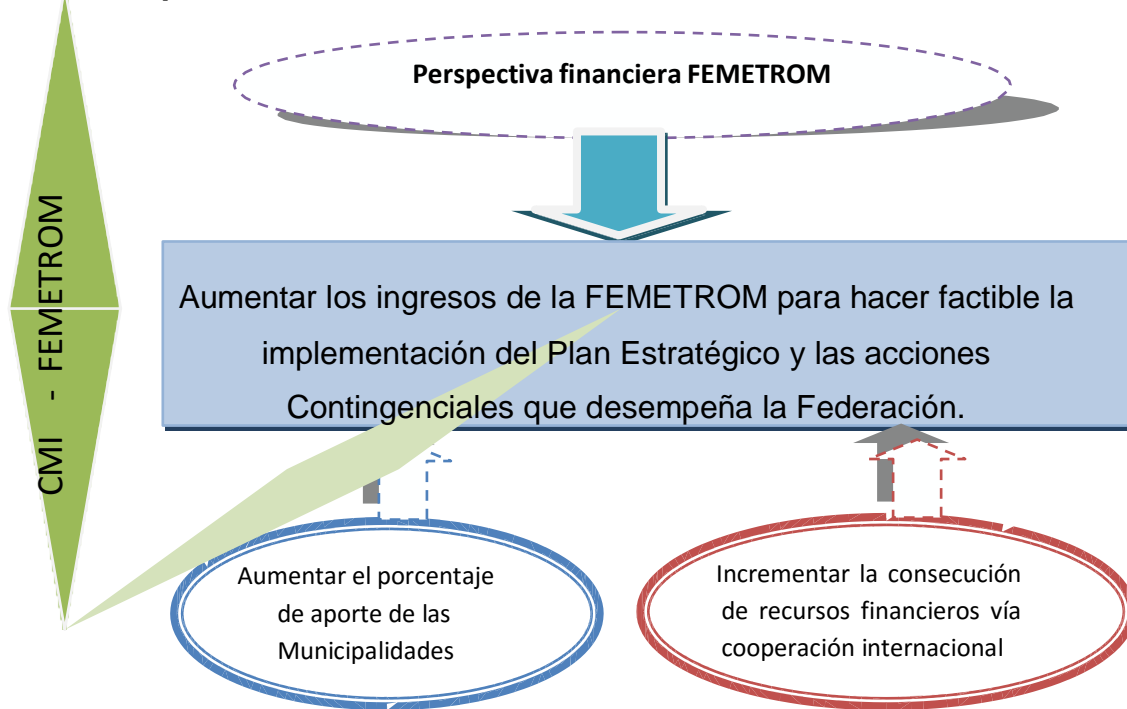 Perspectiva financiera FEMETROM
CMI - FEMETROM
Aumentar los ingresos de la FEMETROM para hacer factible la
implementación del Plan Estratégico y las acciones
Contingenciales que desempeña la Federación.
Aumentar el porcentaje
de aporte de las
Municipalidades
Incrementar la consecución
de recursos financieros vía
cooperación internacional